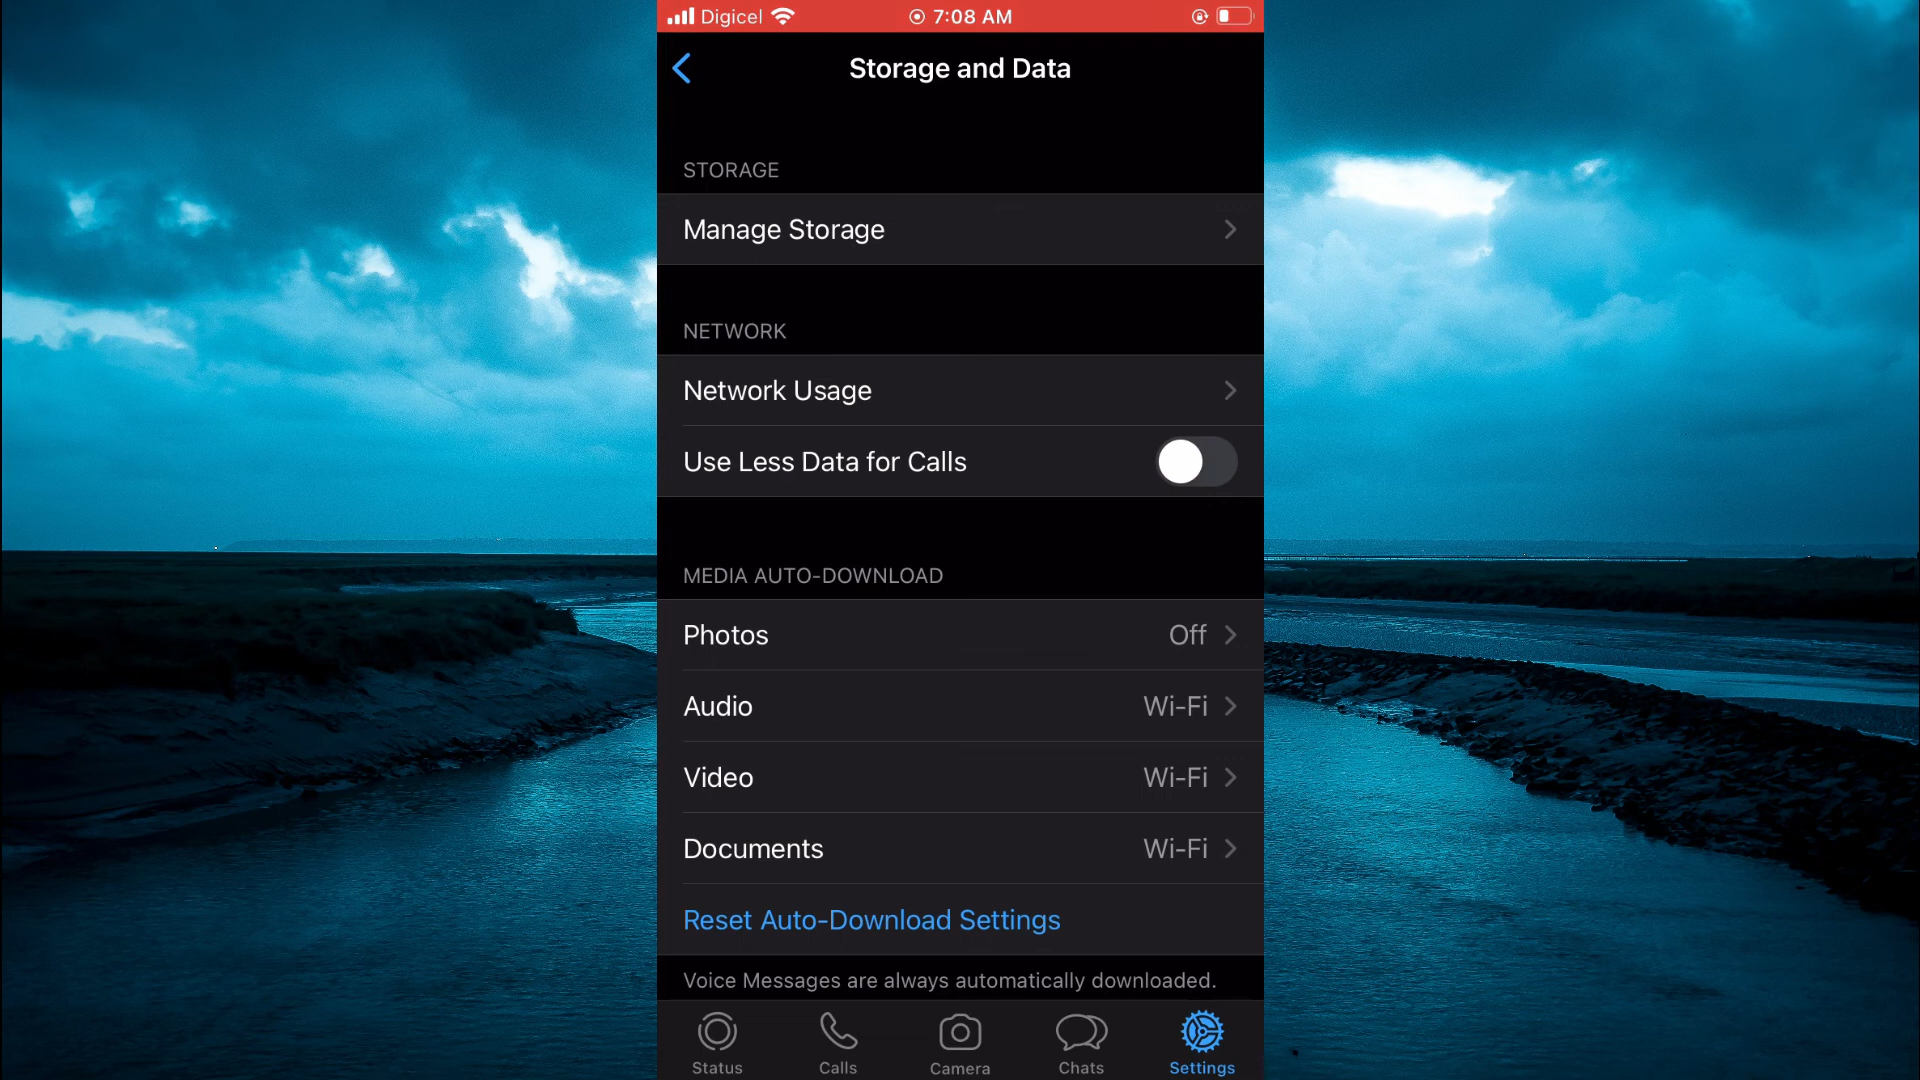 Digicel 7:08 AM
Storage and Data
STORAGE
Manage Storage
NETWORK
Network Usage
Use Less Data for Calls
MEDIA AUTO-DOWNLOAD
Photos Off
Audio Wi-Fi
Video Wi-Fi
Documents Wi-Fi
Reset Auto-Download Settings
Voice Messages are always automatically downloaded.
Status Calls Camera Chats Settings